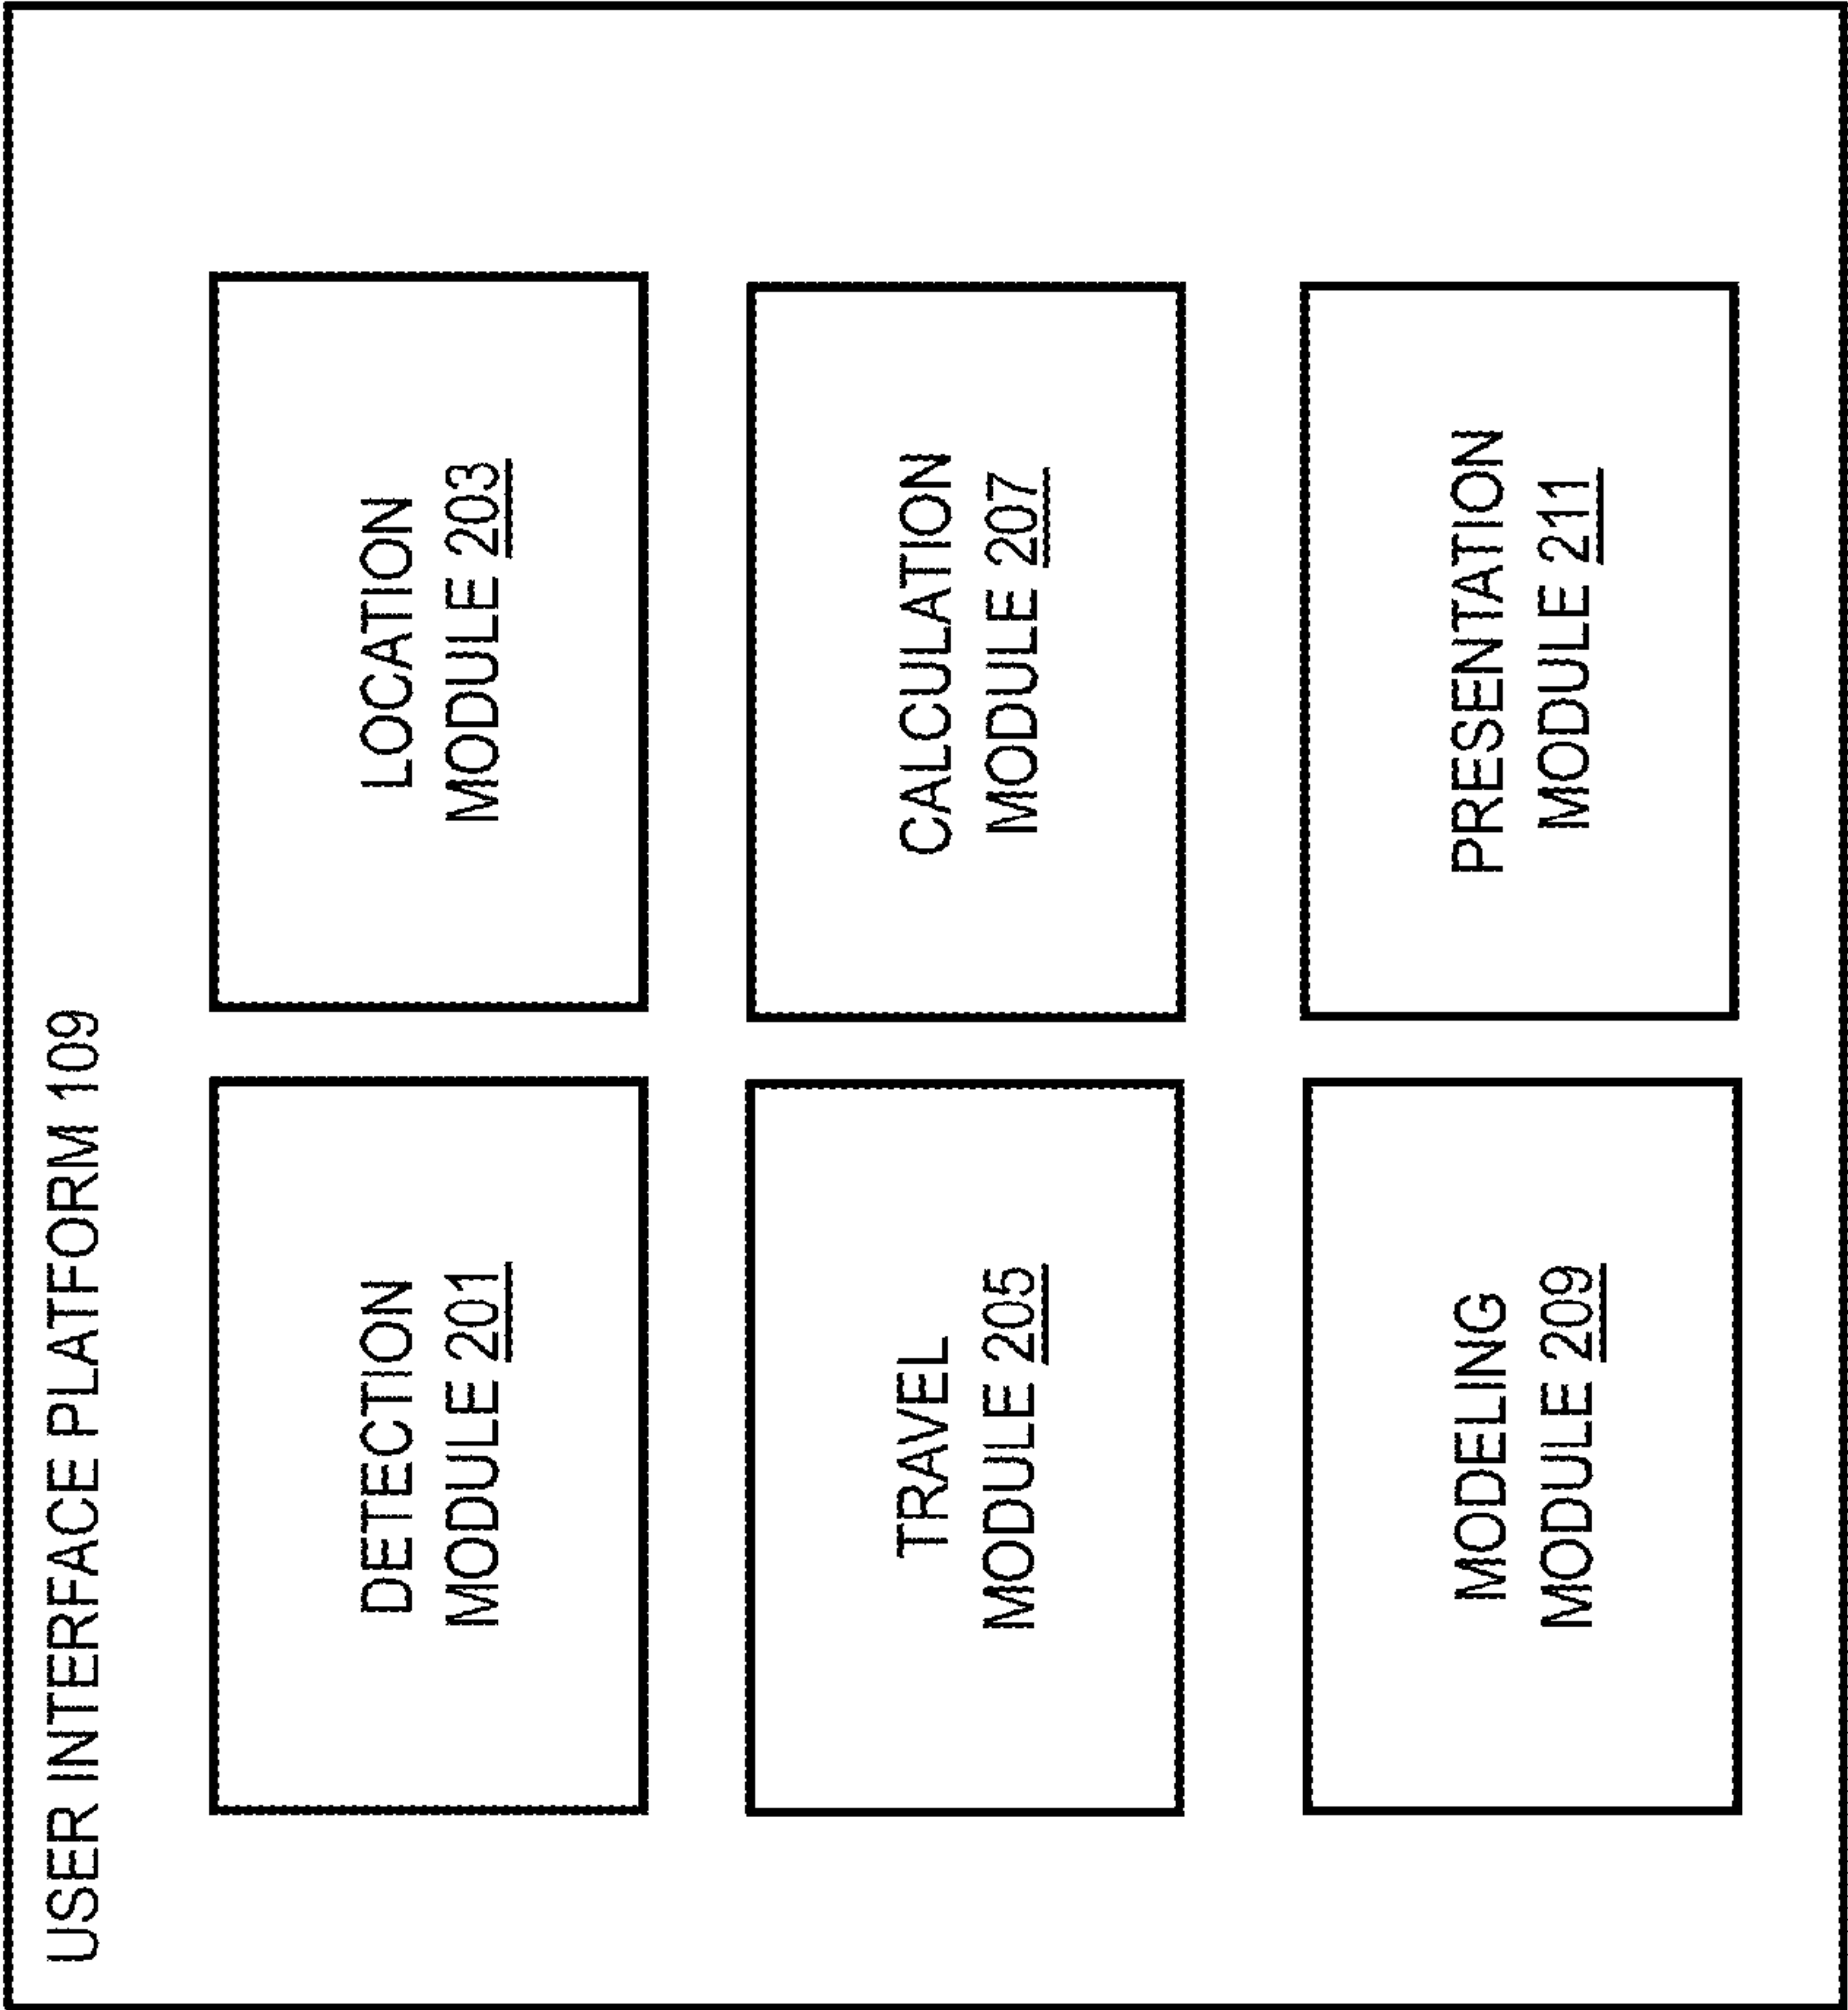 USER INTERFACE PLATFORM 109
DETECTION
MODULE 201
LOCATION
MODULE 203
TRAVEL
MODULE 205
CALCULATION
MODULE 207
MODELING
MODULE 209
PRESENTATION
MODULE 211